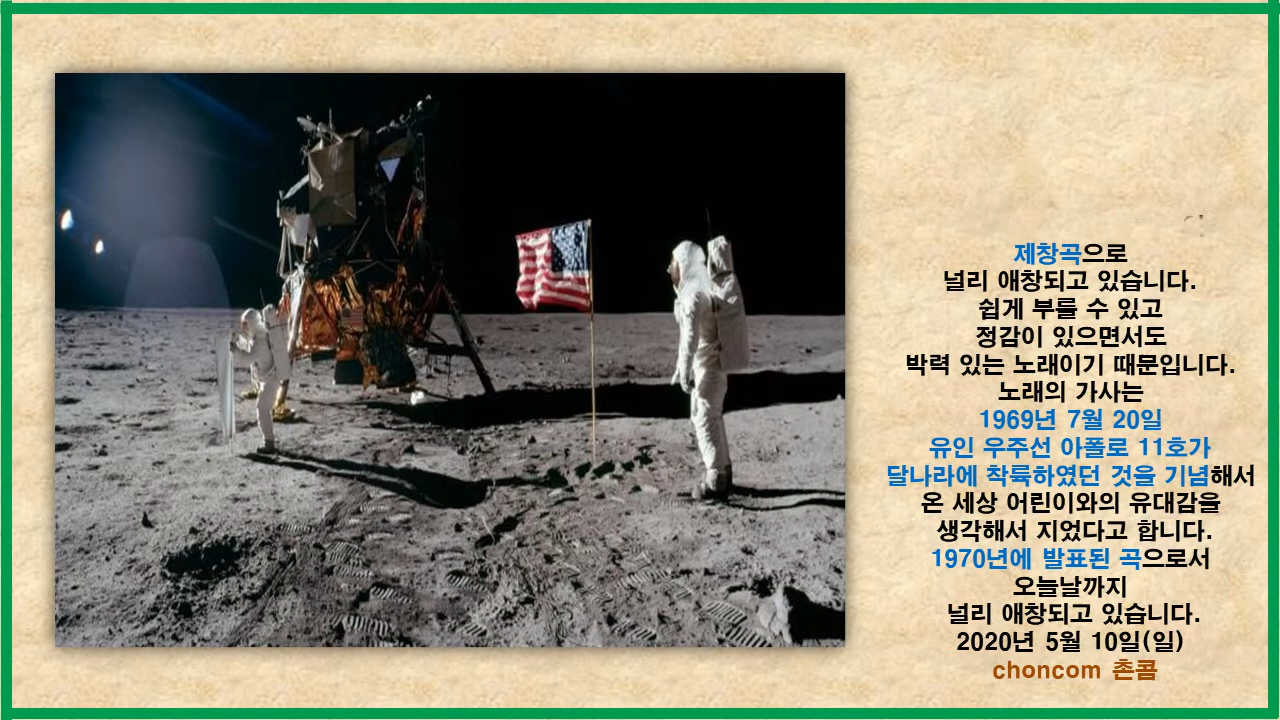 제창곡으로
널리 애창되고 있습니다.
쉽게 부를 수 있고
정감이 있으면서도
박력 있는 노래이기 때문입니다.
노래의 가사는
1969년 7월 20일
유인 우주선 아폴로 11호가
달나라에 착륙하였던 것을 기념해서
온 세상 어린이와의 유대감을
생각해서 지었다고 합니다.
1970년에 발표된 곡으로서
오늘날까지
널리 애창되고 있습니다.
2020년 5월 10일(일)
choncom 촌콤